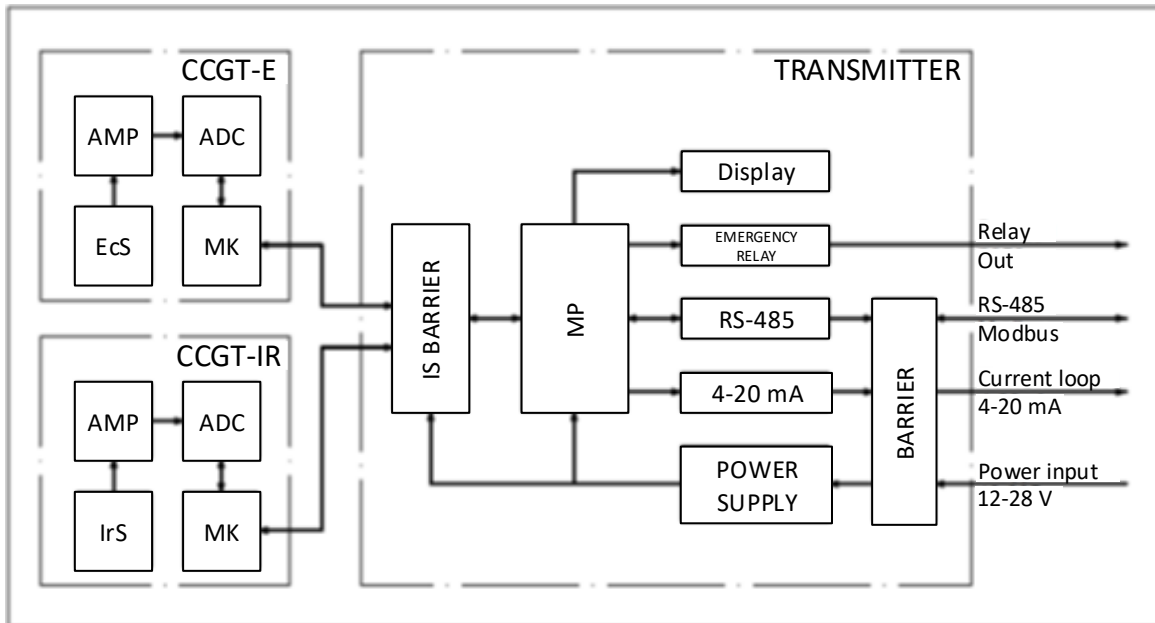 CCGT-E
TRANSMITTER
AMP
ADC
EcS
MK
CCGT-IR
AMP
ADC
IrS
MK
IS BARRIER
MP
Display
EMERGENCY
RELAY
RS-485
4-20 mA
POWER
SUPPLY
BARRIER
Relay
Out
RS-485
Modbus
Current loop
4-20 mA
Power input
12-28 V